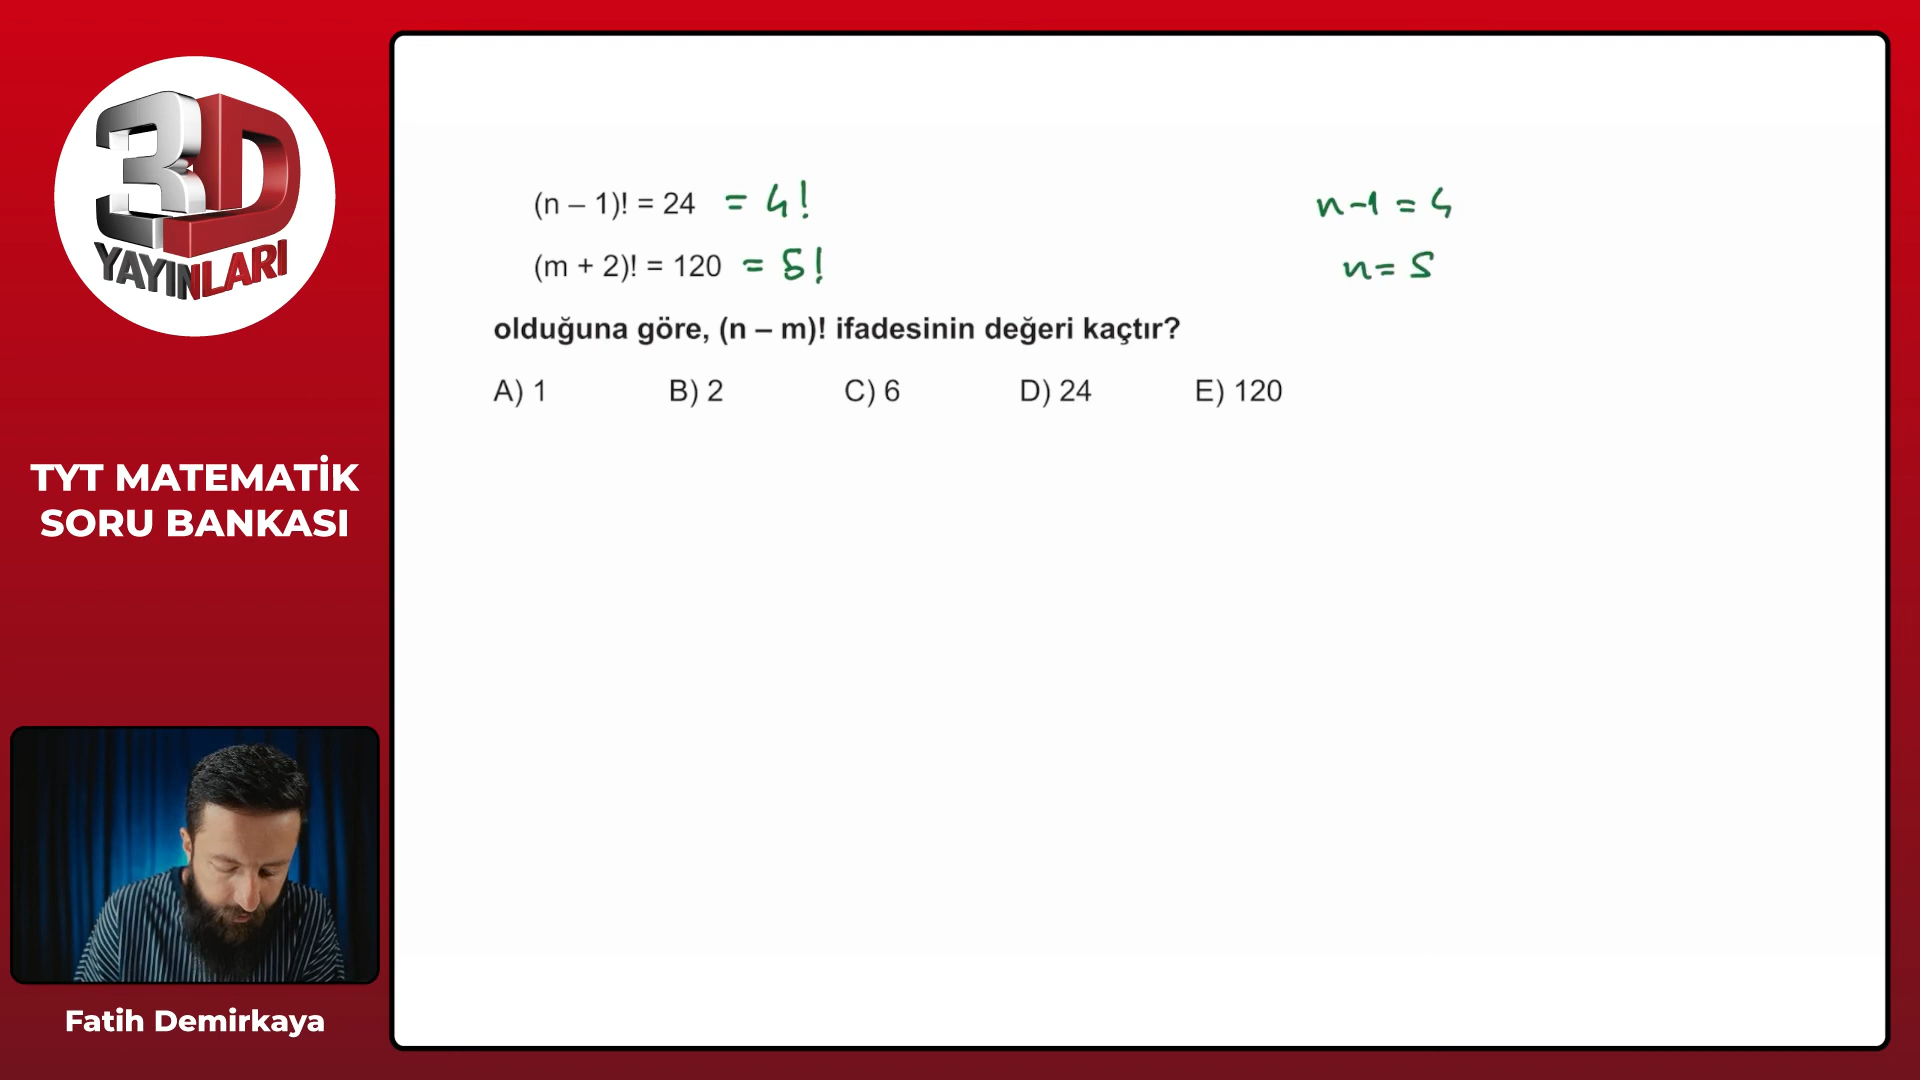 3D
YAYINLARI
TYT MATEMATİK
SORU BANKASI
Fatih Demirkaya
(n – 1)! = 24 = 4!
(m + 2)! = 120 = 5!
olduğuna göre, (n – m)! ifadesinin değeri kaçtır?
A) 1 B) 2 C) 6 D) 24 E) 120
n-1 = 4
n = 5